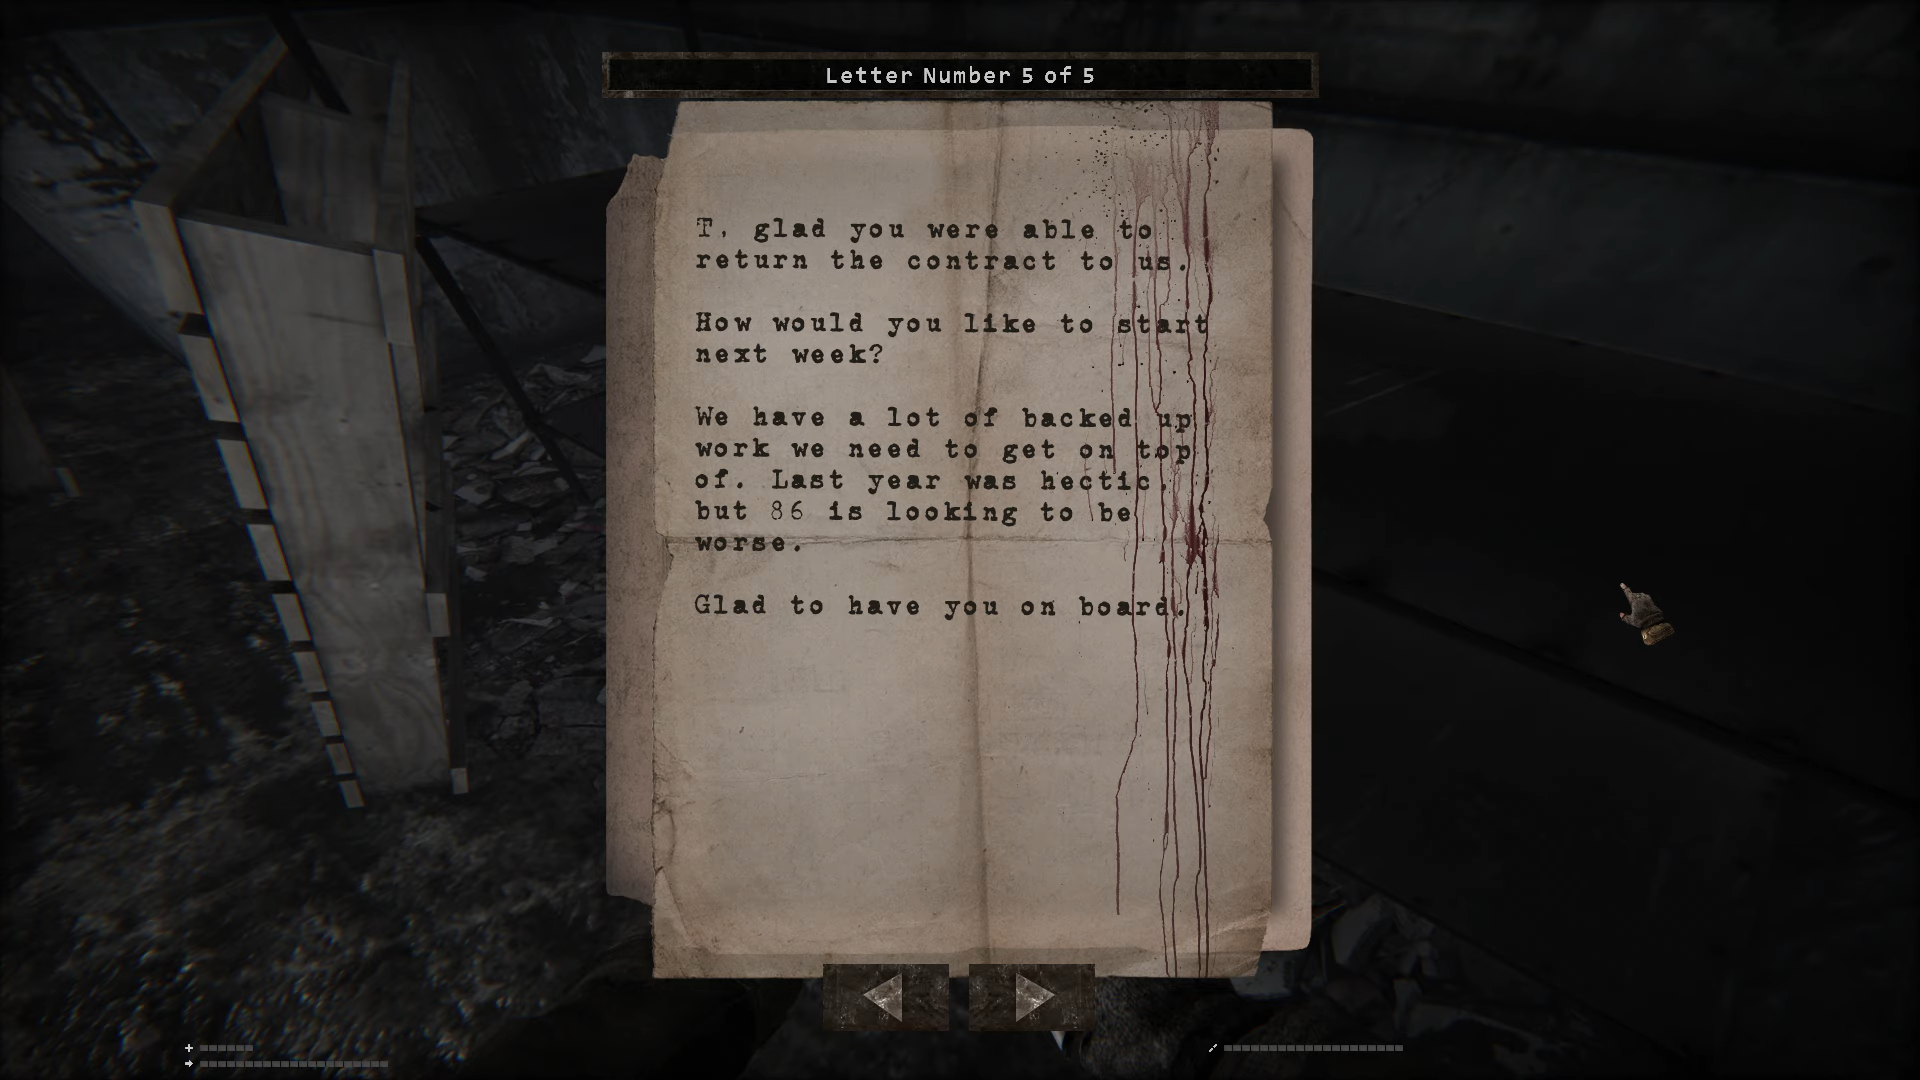 Letter Number 5 of 5
T, glad you were able to
return the contract to us.
How would you like to start
next week?
We have a lot of backed up
work we need to get on top
of. Last year was hectic,
but 86 is looking to be
worse.
Glad to have you on board.